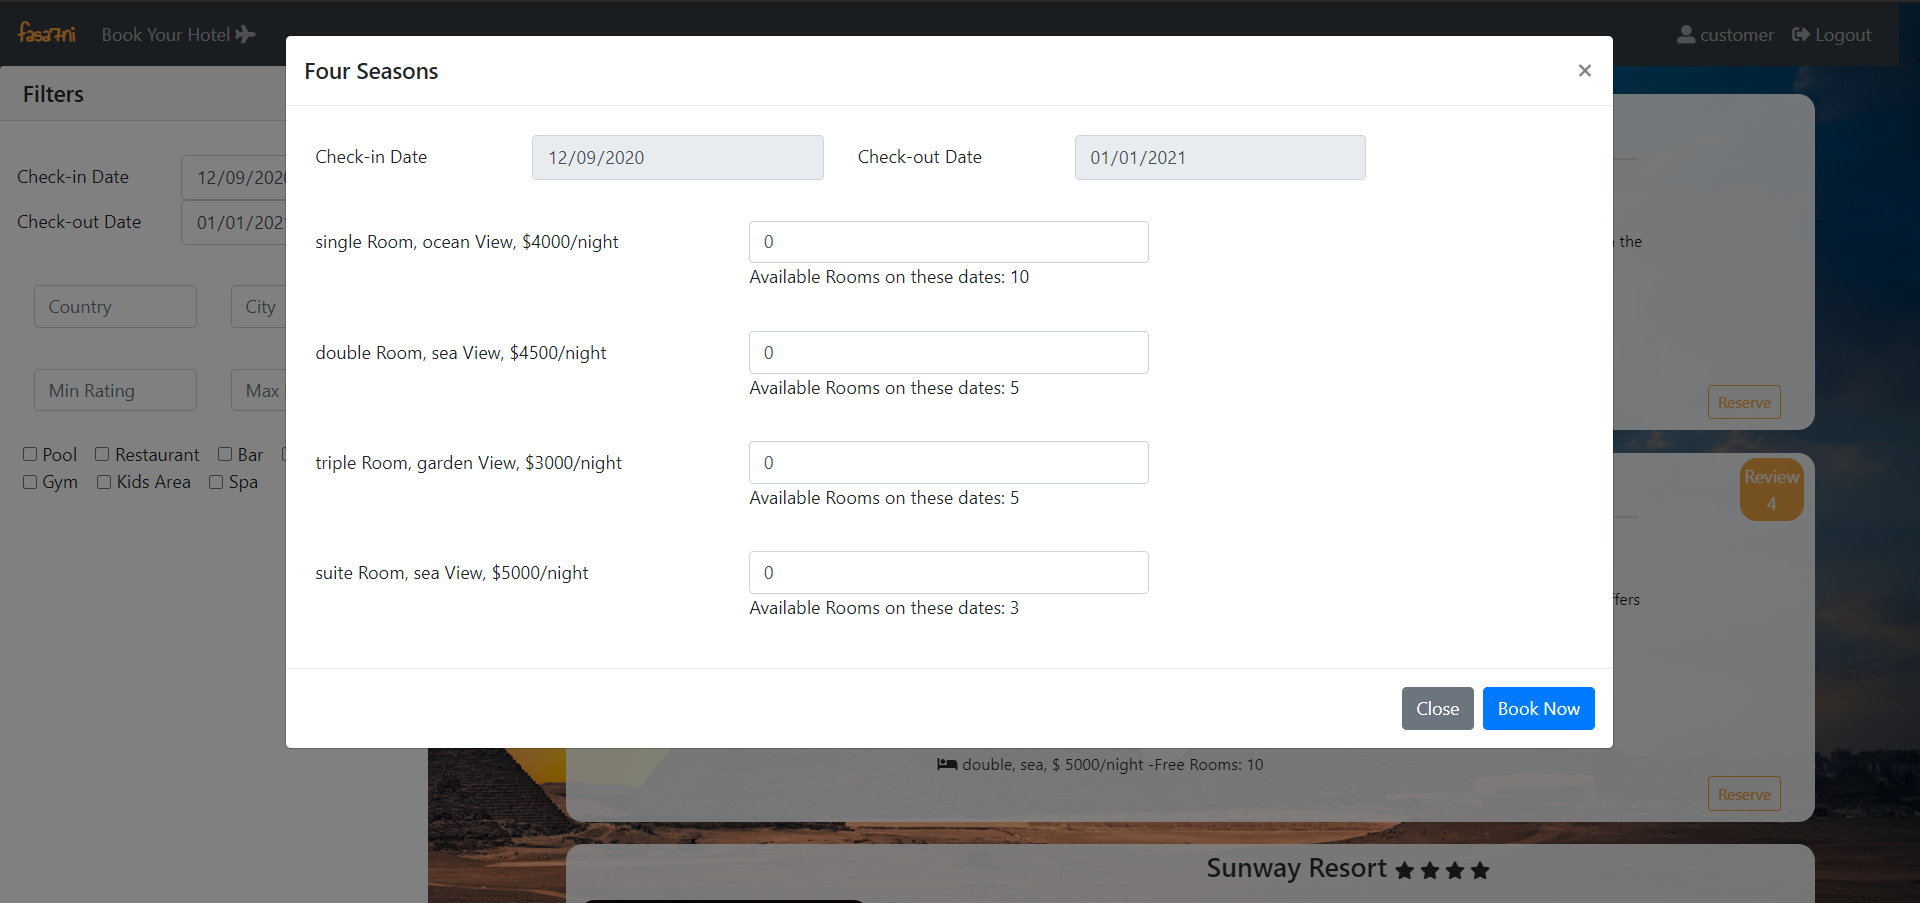 fasa7ni Book Your Hotel customer Logout
Filters
Check-in Date 12/09/2020
Check-out Date 01/01/202
Country City
Min Rating Max
Pool Restaurant Bar
Gym Kids Area Spa
Four Seasons ×
Check-in Date 12/09/2020 Check-out Date 01/01/2021
single Room, ocean View, $4000/night 0
Available Rooms on these dates: 10
double Room, sea View, $4500/night 0
Available Rooms on these dates: 5
triple Room, garden View, $3000/night 0
Available Rooms on these dates: 5
suite Room, sea View, $5000/night 0
Available Rooms on these dates: 3
Close Book Now
the
Reserve
Review
4
ffers
double, sea, $ 5000/night -Free Rooms: 10
Reserve
Sunway Resort